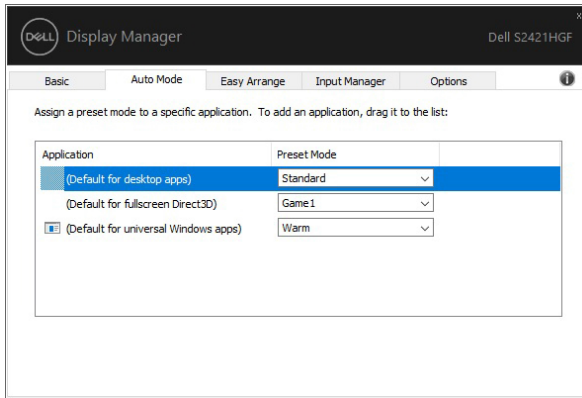 DELL Display Manager Dell S2421HGF
Basic Auto Mode Easy Arrange Input Manager Options
Assign a preset mode to a specific application. To add an application, drag it to the list:
Application Preset Mode
(Default for desktop apps) Standard
(Default for fullscreen Direct3D) Game1
(Default for universal Windows apps) Warm